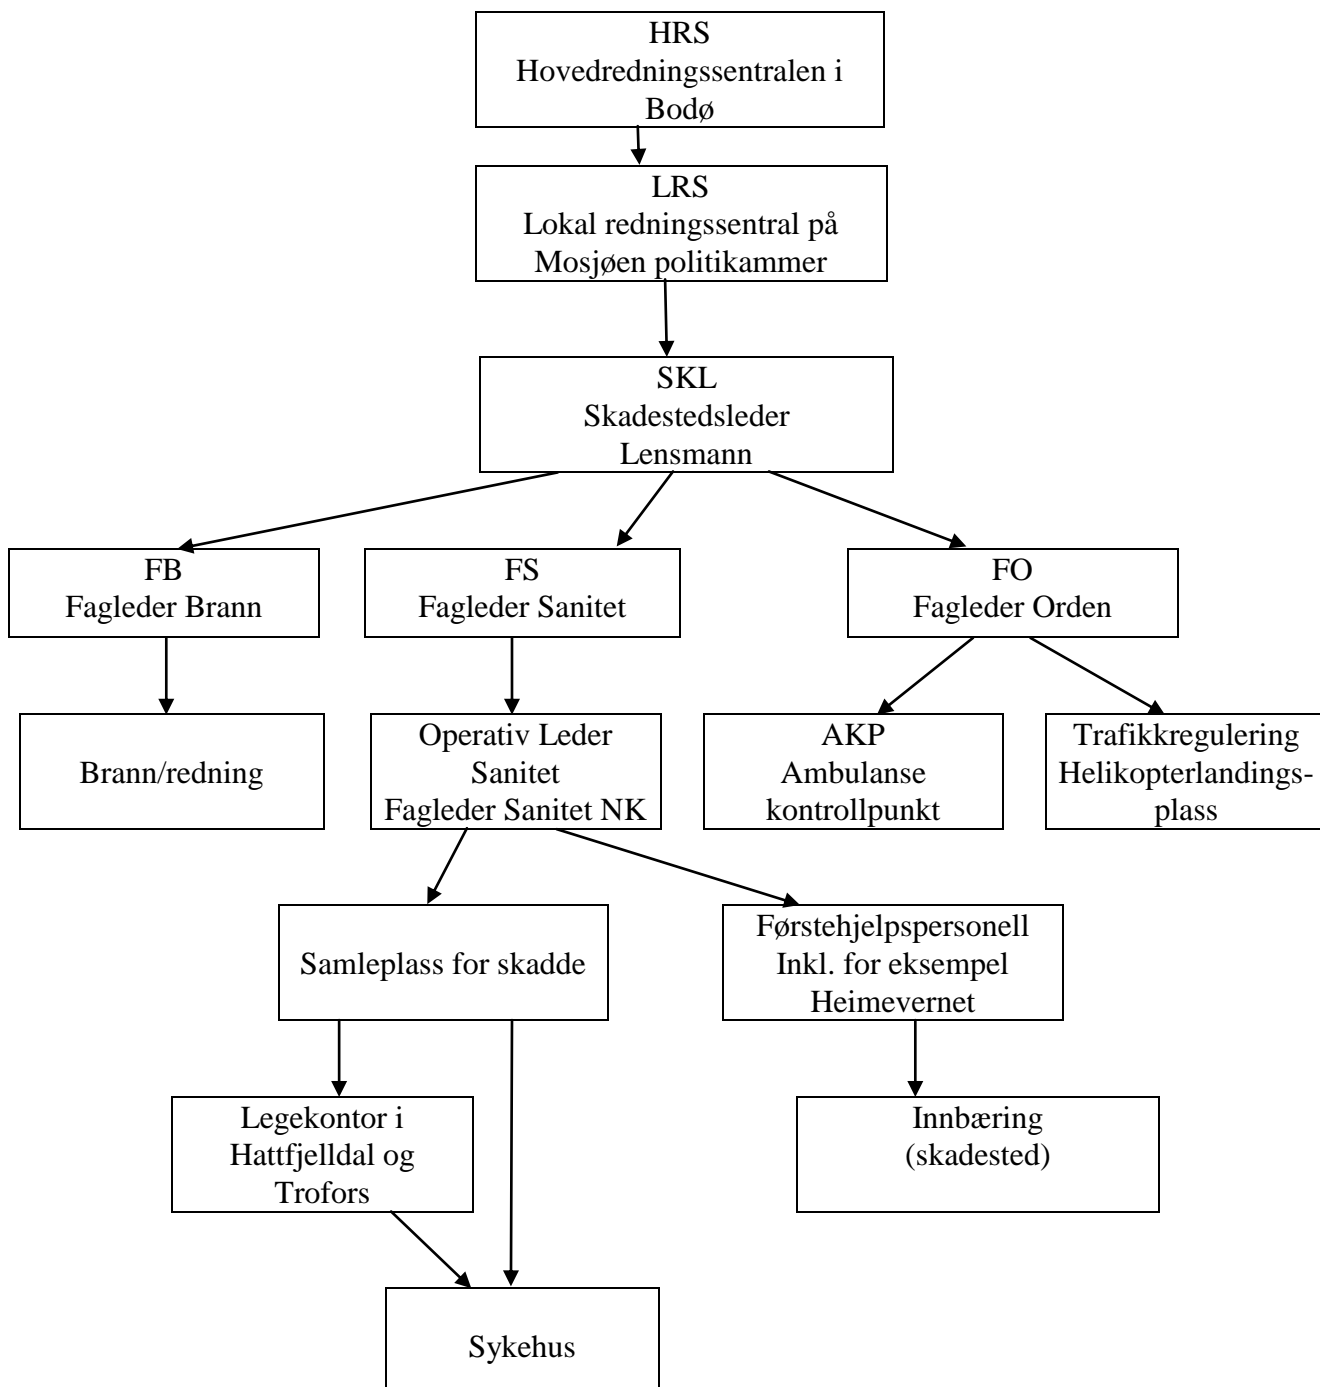 HRS
Hovedredningssentralen i
Bodø
LRS
Lokal redningssentral på
Mosjøen politikammer
SKL
Skadestedsleder
Lensmann
FB
Fagleder Brann
FS
Fagleder Sanitet
FO
Fagleder Orden
Brann/redning
Operativ Leder
Sanitet
Fagleder Sanitet NK
AKP
Ambulanse
kontrollpunkt
Trafikkregulering
Helikopterlandings-
plass
Samleplass for skadde
Førstehjelpspersonell
Inkl. for eksempel
Heimevernet
Legekontor i
Hattfjelldal og
Trofors
Innbæring
(skadested)
Sykehus